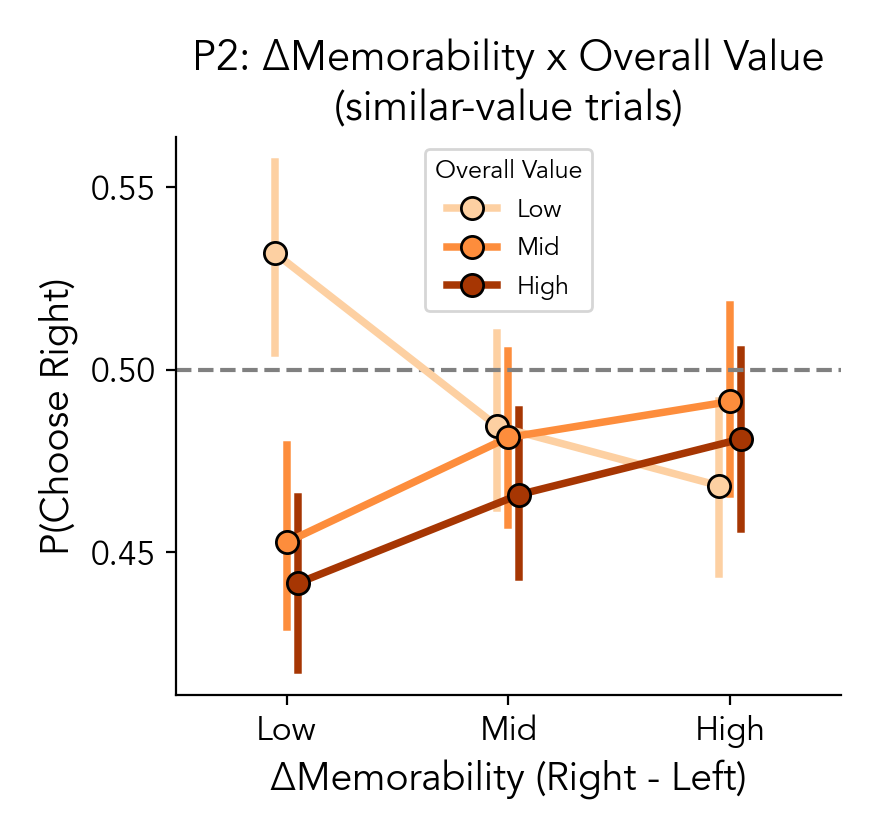 P2: ΔMemorability x Overall Value
(similar-value trials)
Overall Value
Low
Mid
High
0.55
0.50
0.45
P(Choose Right)
Low Mid High
ΔMemorability (Right - Left)